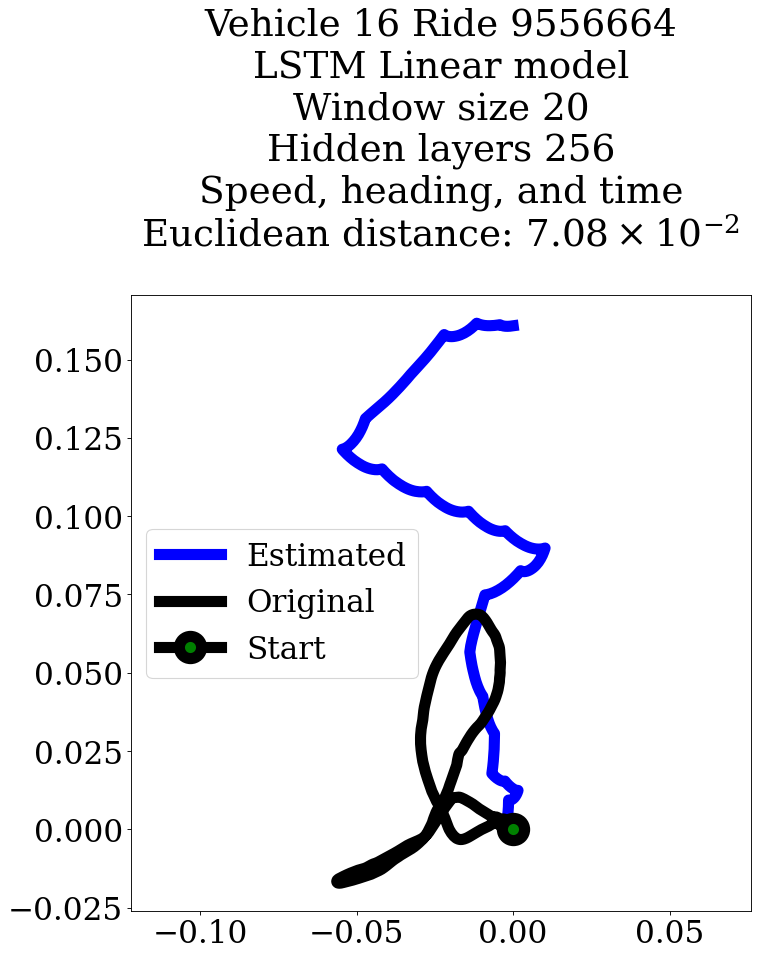 Vehicle 16 Ride 9556664
LSTM Linear model
Window size 20
Hidden layers 256
Speed, heading, and time
Euclidean distance: 7.08 × 10⁻²
0.150
0.125
0.100
0.075
0.050
0.025
0.000
−0.025
Estimated
Original
Start
−0.10 −0.05 0.00 0.05